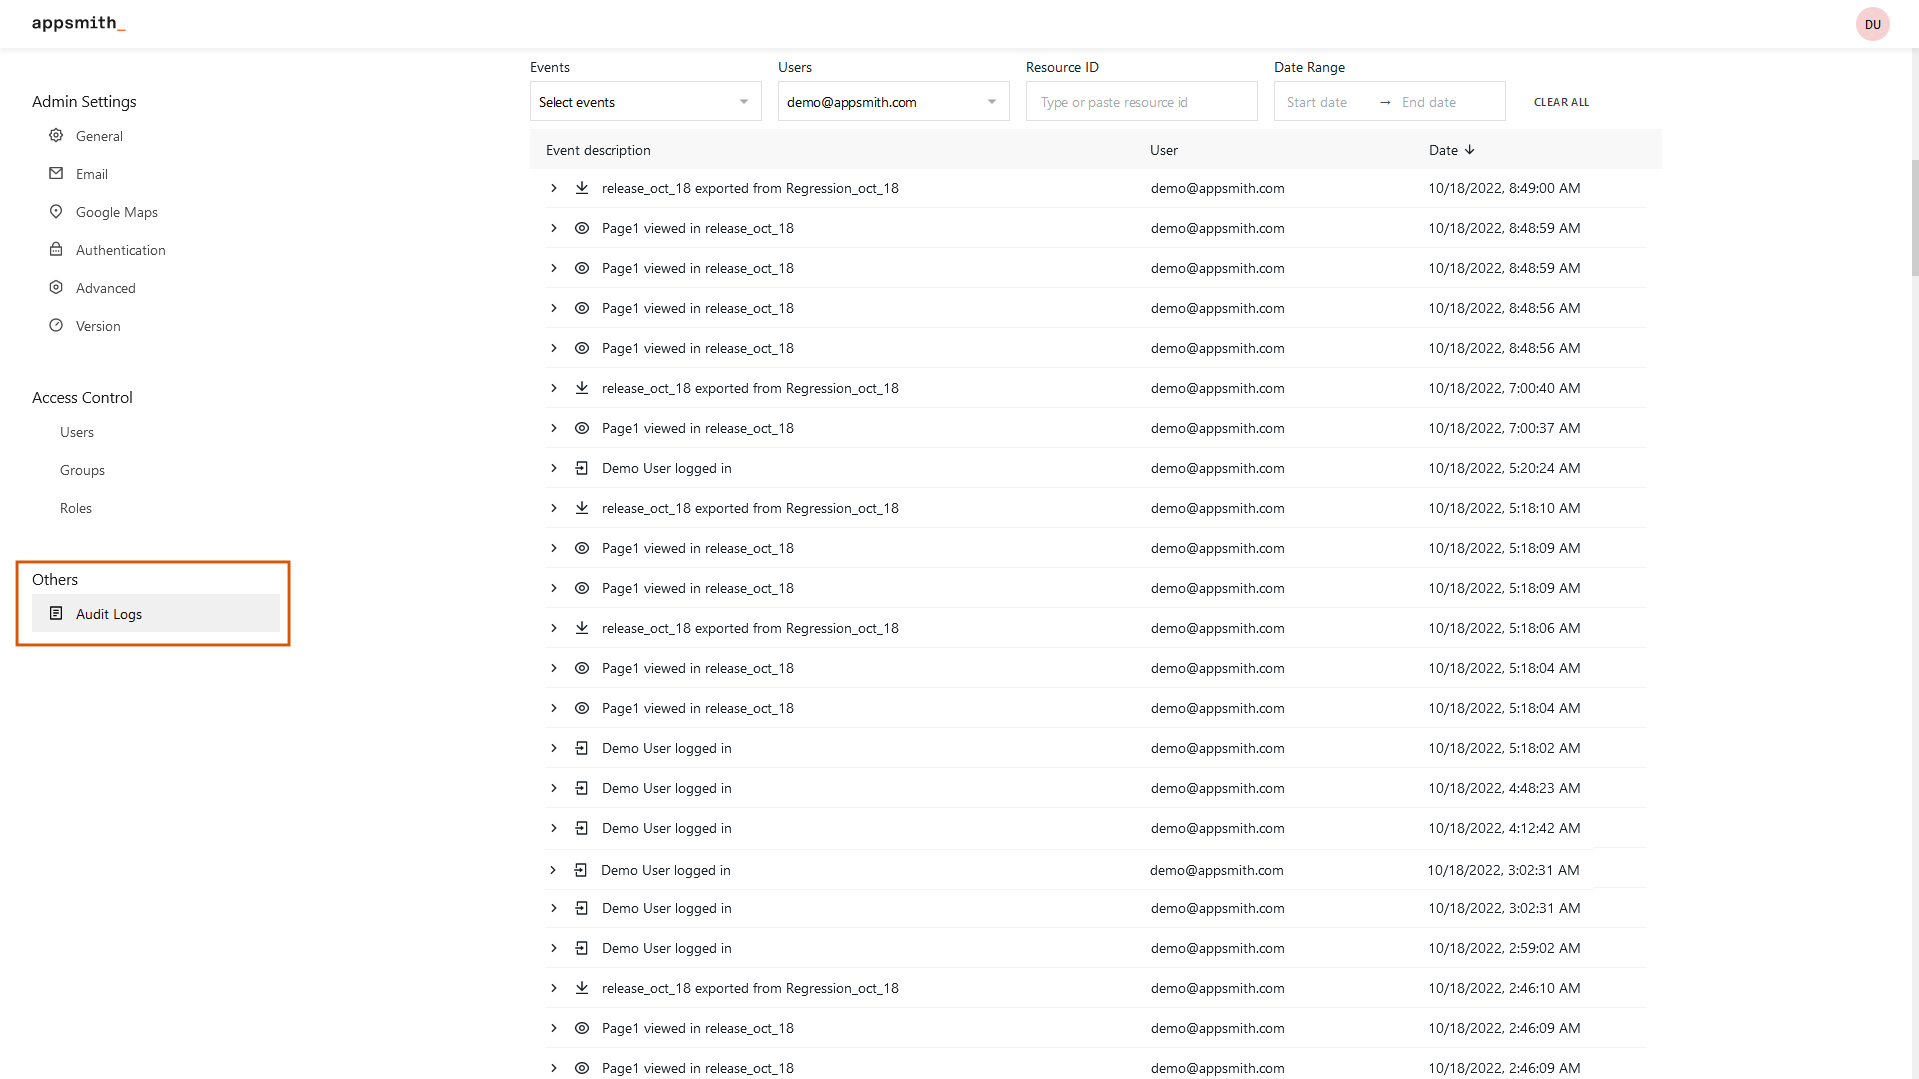 appsmith_
DU
Admin Settings
General
Email
Google Maps
Authentication
Advanced
Version
Access Control
Users
Groups
Roles
Others
Audit Logs
Events Users Resource ID Date Range
Select events demo@appsmith.com Type or paste resource id Start date → End date CLEAR ALL
Event description User Date ↓
release_oct_18 exported from Regression_oct_18 demo@appsmith.com 10/18/2022, 8:49:00 AM
Page1 viewed in release_oct_18 demo@appsmith.com 10/18/2022, 8:48:59 AM
Page1 viewed in release_oct_18 demo@appsmith.com 10/18/2022, 8:48:59 AM
Page1 viewed in release_oct_18 demo@appsmith.com 10/18/2022, 8:48:56 AM
Page1 viewed in release_oct_18 demo@appsmith.com 10/18/2022, 8:48:56 AM
release_oct_18 exported from Regression_oct_18 demo@appsmith.com 10/18/2022, 7:00:40 AM
Page1 viewed in release_oct_18 demo@appsmith.com 10/18/2022, 7:00:37 AM
Demo User logged in demo@appsmith.com 10/18/2022, 5:20:24 AM
release_oct_18 exported from Regression_oct_18 demo@appsmith.com 10/18/2022, 5:18:10 AM
Page1 viewed in release_oct_18 demo@appsmith.com 10/18/2022, 5:18:09 AM
Page1 viewed in release_oct_18 demo@appsmith.com 10/18/2022, 5:18:09 AM
release_oct_18 exported from Regression_oct_18 demo@appsmith.com 10/18/2022, 5:18:06 AM
Page1 viewed in release_oct_18 demo@appsmith.com 10/18/2022, 5:18:04 AM
Page1 viewed in release_oct_18 demo@appsmith.com 10/18/2022, 5:18:04 AM
Demo User logged in demo@appsmith.com 10/18/2022, 5:18:02 AM
Demo User logged in demo@appsmith.com 10/18/2022, 4:48:23 AM
Demo User logged in demo@appsmith.com 10/18/2022, 4:12:42 AM
Demo User logged in demo@appsmith.com 10/18/2022, 3:02:31 AM
Demo User logged in demo@appsmith.com 10/18/2022, 3:02:31 AM
Demo User logged in demo@appsmith.com 10/18/2022, 2:59:02 AM
release_oct_18 exported from Regression_oct_18 demo@appsmith.com 10/18/2022, 2:46:10 AM
Page1 viewed in release_oct_18 demo@appsmith.com 10/18/2022, 2:46:09 AM
Page1 viewed in release_oct_18 demo@appsmith.com 10/18/2022, 2:46:09 AM